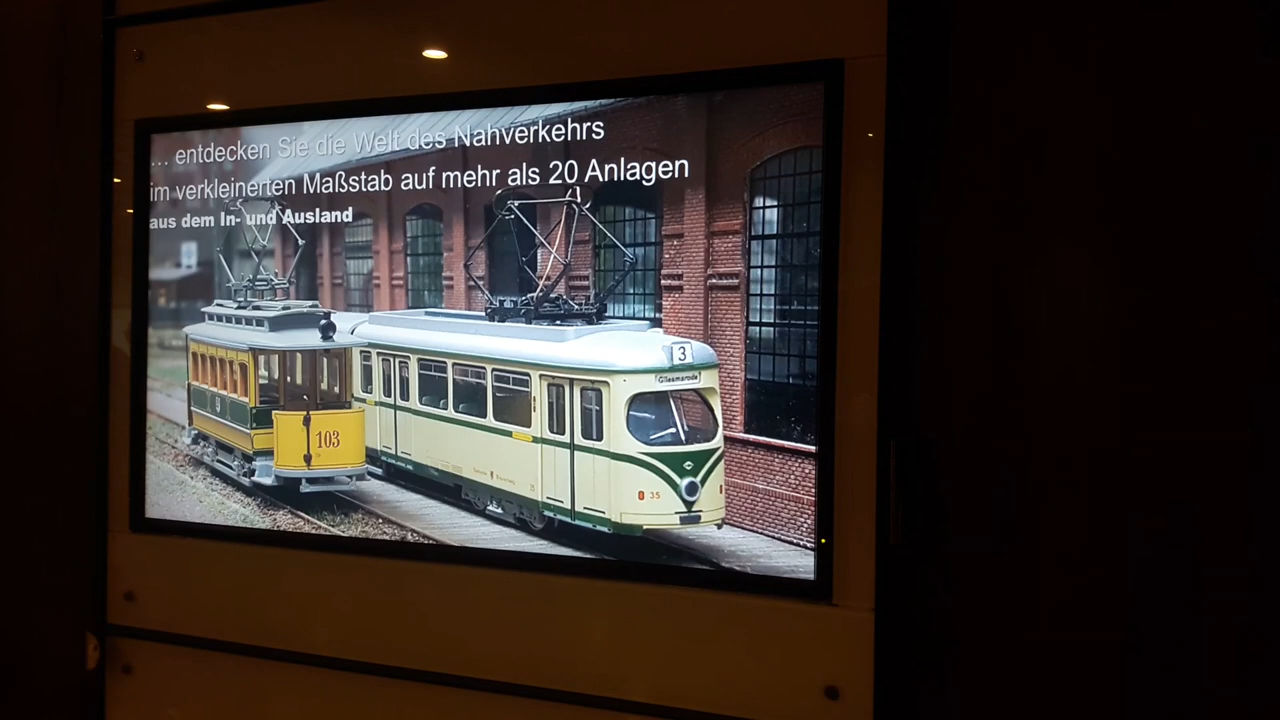 ... entdecken Sie die Welt des Nahverkehrs
im verkleinerten Maßstab auf mehr als 20 Anlagen
aus dem In- und Ausland
3
Gliesmarode
103
35